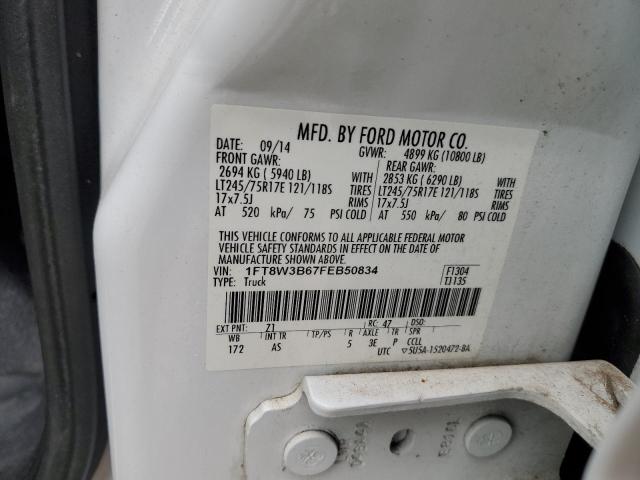 MFD. BY FORD MOTOR CO.
DATE: 09/14 GVWR: 4899 KG (10800 LB)
FRONT GAWR: REAR GAWR:
2694 KG ( 5940 LB) WITH 2853 KG ( 6290 LB) WITH
LT245/75R17E 121/118S TIRES LT245/75R17E 121/118S TIRES
17x7.5J RIMS 17x7.5J RIMS
AT 520 kPa/ 75 PSI COLD AT 550 kPa/ 80 PSI COLD
THIS VEHICLE CONFORMS TO ALL APPLICABLE FEDERAL MOTOR
VEHICLE SAFETY STANDARDS IN EFFECT ON THE DATE OF
MANUFACTURE SHOWN ABOVE.
VIN: 1FT8W3B67FEB50834 F1304
TYPE: Truck TJ135
EXT PNT: Z1 RC: 47 DSO:
WB INT TR TP/PS R AXLE TR SPR
172 AS 5 3E P CCLL
UTC 5U5A-1520472-BA